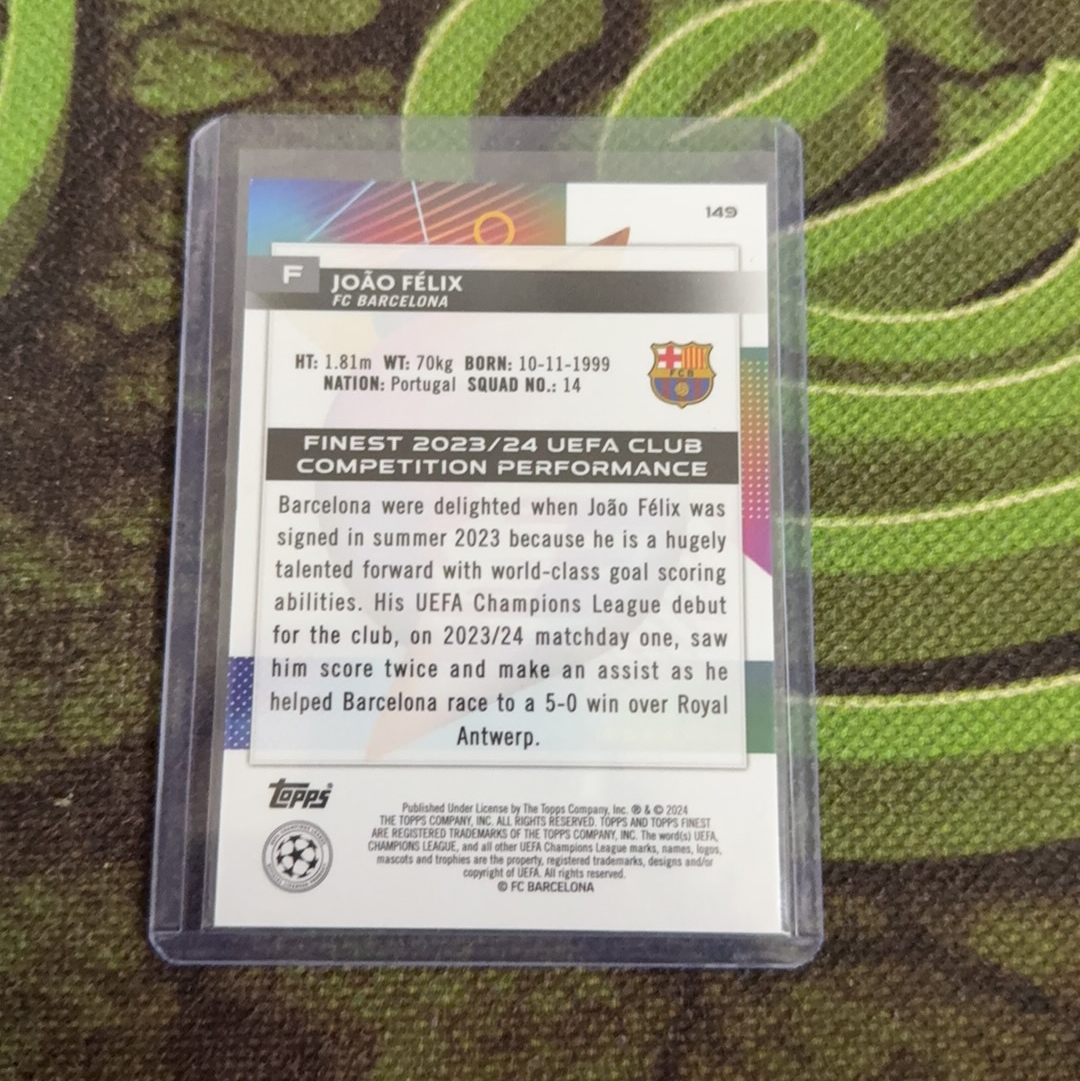 149
F
JOÃO FÉLIX
FC BARCELONA
HT: 1.81m WT: 70kg BORN: 10-11-1999
NATION: Portugal SQUAD NO.: 14
FCB
FINEST 2023/24 UEFA CLUB
COMPETITION PERFORMANCE
Barcelona were delighted when João Félix was
signed in summer 2023 because he is a hugely
talented forward with world-class goal scoring
abilities. His UEFA Champions League debut
for the club, on 2023/24 matchday one, saw
him score twice and make an assist as he
helped Barcelona race to a 5-0 win over Royal
Antwerp.
topps
Published Under License by The Topps Company, Inc. ® & © 2024
THE TOPPS COMPANY, INC. ALL RIGHTS RESERVED. TOPPS AND TOPPS FINEST
ARE REGISTERED TRADEMARKS OF THE TOPPS COMPANY, INC. The word(s) UEFA,
CHAMPIONS LEAGUE, and all other UEFA Champions League marks, names, logos,
mascots and trophies are the property, registered trademarks, designs and/or
copyright of UEFA. All rights reserved.
© FC BARCELONA